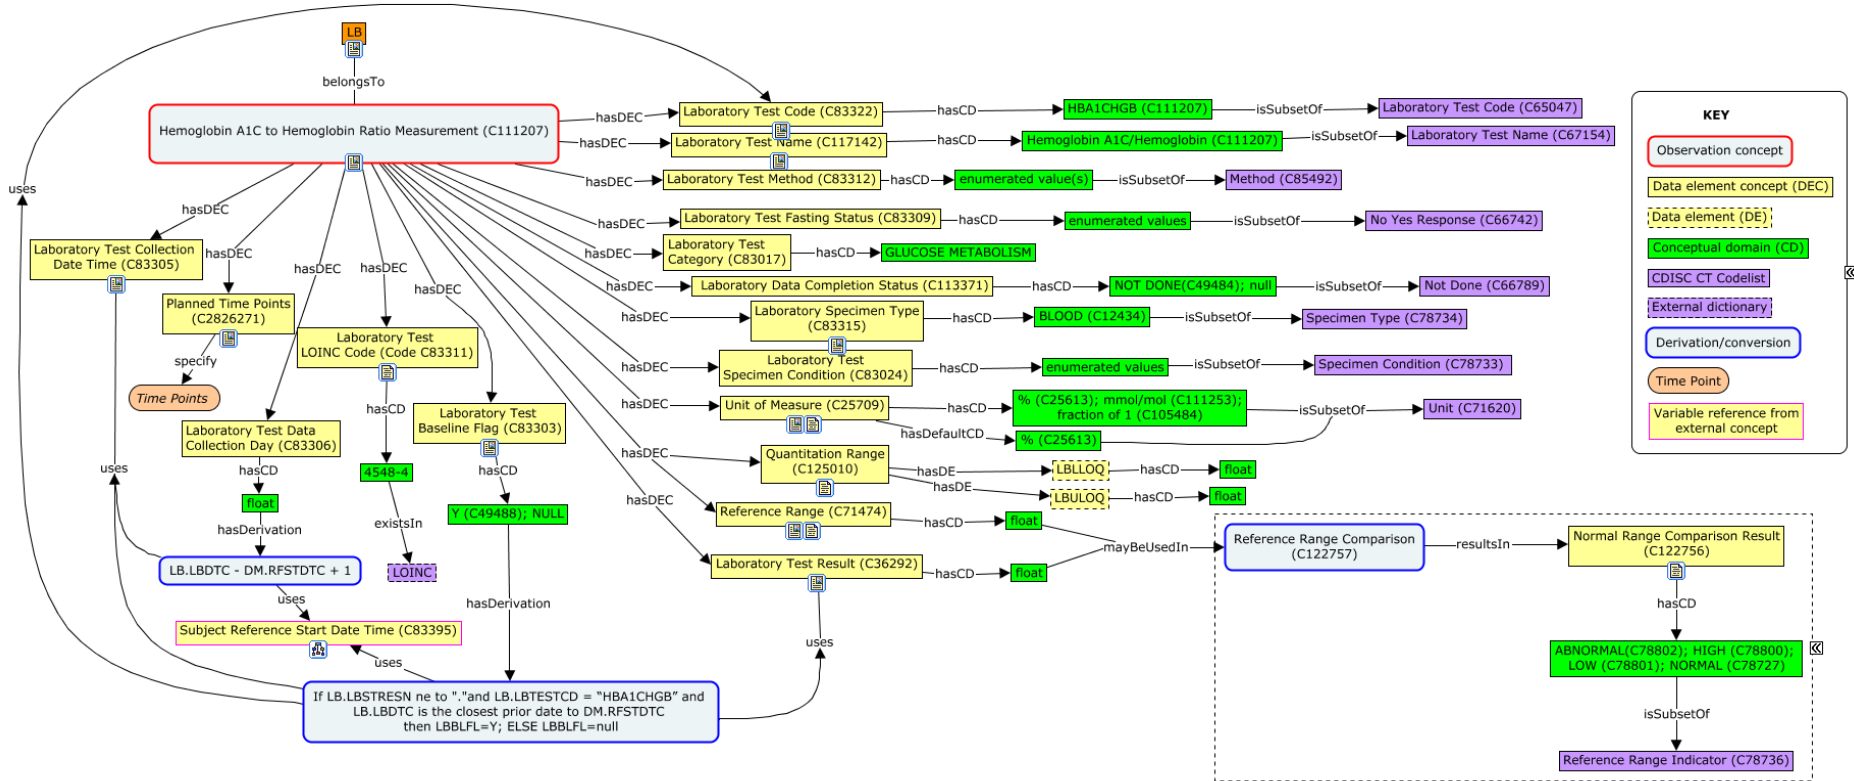 LB
belongsTo
Hemoglobin A1C to Hemoglobin Ratio Measurement (C111207)
uses
hasDEC
Laboratory Test Code (C83322)
hasCD
HBA1CHGB (C111207)
isSubsetOf
Laboratory Test Code (C65047)
hasDEC
Laboratory Test Name (C117142)
hasCD
Hemoglobin A1C/Hemoglobin (C111207)
isSubsetOf
Laboratory Test Name (C67154)
hasDEC
Laboratory Test Method (C83312)
hasCD
enumerated value(s)
isSubsetOf
Method (C85492)
hasDEC
Laboratory Test Fasting Status (C83309)
hasCD
enumerated values
isSubsetOf
No Yes Response (C66742)
hasDEC
Laboratory Test
Category (C83017)
hasCD
GLUCOSE METABOLISM
hasDEC
Laboratory Data Completion Status (C113371)
hasCD
NOT DONE(C49484); null
isSubsetOf
Not Done (C66789)
hasDEC
Laboratory Specimen Type
(C83315)
hasCD
BLOOD (C12434)
isSubsetOf
Specimen Type (C78734)
hasDEC
Laboratory Test
Specimen Condition (C83024)
hasCD
enumerated values
isSubsetOf
Specimen Condition (C78733)
hasDEC
Unit of Measure (C25709)
hasCD
% (C25613); mmol/mol (C111253);
fraction of 1 (C105484)
isSubsetOf
Unit (C71620)
hasDefaultCD
% (C25613)
hasDEC
Quantitation Range
(C125010)
hasDE
LBLLOQ
hasCD
float
hasDE
LBULOQ
hasCD
float
hasDEC
Reference Range (C71474)
hasCD
float
Laboratory Test Result (C36292)
hasCD
float
mayBeUsedIn
Reference Range Comparison
(C122757)
resultsIn
Normal Range Comparison Result
(C122756)
hasCD
ABNORMAL(C78802); HIGH (C78800);
LOW (C78801); NORMAL (C78727)
isSubsetOf
Reference Range Indicator (C78736)
hasDEC
Laboratory Test Collection
Date Time (C83305)
hasDEC
Planned Time Points
(C2826271)
specify
Time Points
hasDEC
Laboratory Test Data
Collection Day (C83306)
hasCD
float
hasDerivation
LB.LBDTC - DM.RFSTDTC + 1
uses
uses
Subject Reference Start Date Time (C83395)
uses
hasDEC
Laboratory Test
LOINC Code (Code C83311)
hasCD
4548-4
existsIn
LOINC
hasDEC
Laboratory Test
Baseline Flag (C83303)
hasCD
Y (C49488); NULL
hasDerivation
If LB.LBSTRESN ne to "."and LB.LBTESTCD = “HBA1CHGB” and
LB.LBDTC is the closest prior date to DM.RFSTDTC
then LBBLFL=Y; ELSE LBBLFL=null
uses
KEY
Observation concept
Data element concept (DEC)
Data element (DE)
Conceptual domain (CD)
CDISC CT Codelist
External dictionary
Derivation/conversion
Time Point
Variable reference from
external concept